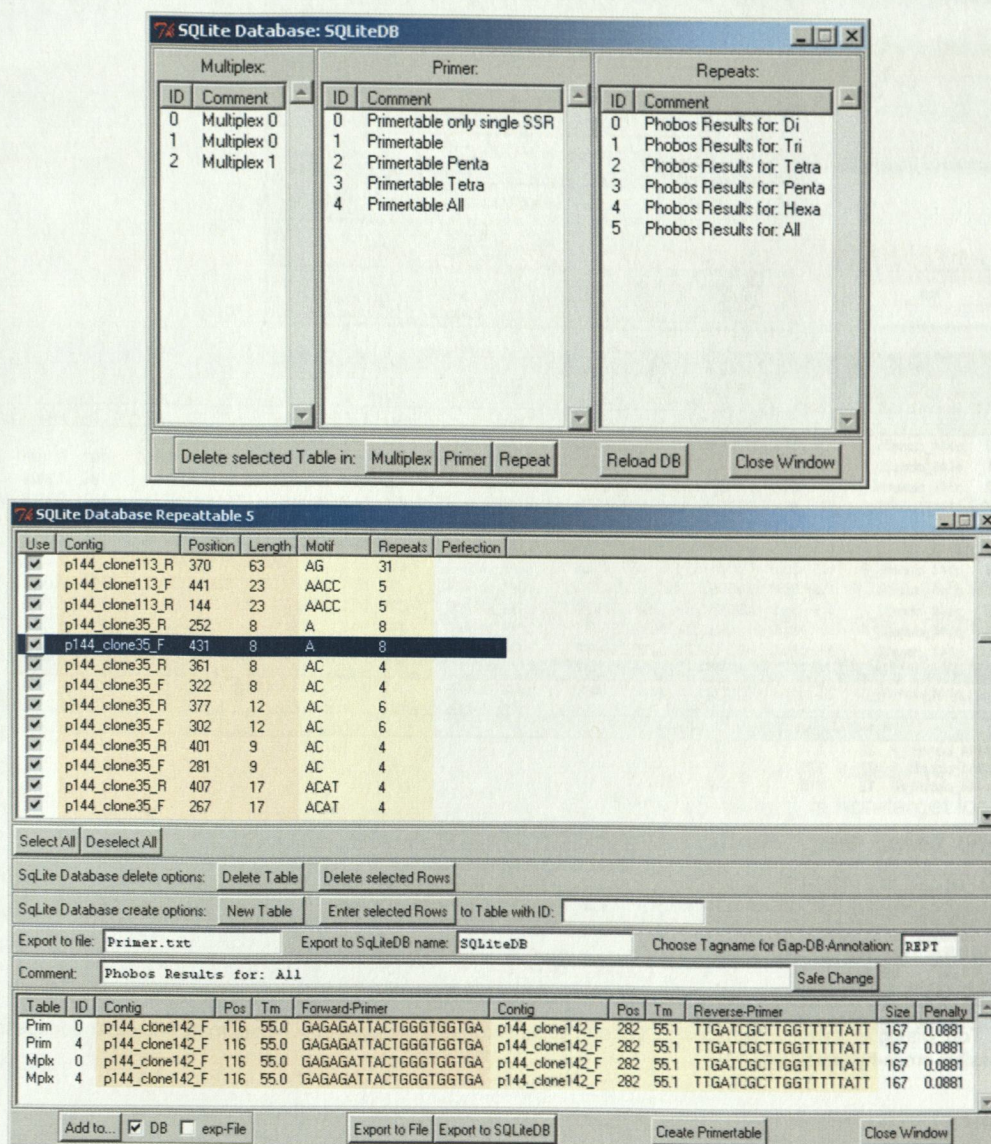 SQLite Database: SQLiteDB
Multiplex: Primer: Repeats:
ID Comment ID Comment ID Comment
0 Multiplex 0 0 Primertable only single SSR 0 Phobos Results for: Di
1 Multiplex 0 1 Primertable 1 Phobos Results for: Tri
2 Multiplex 1 2 Primertable Penta 2 Phobos Results for: Tetra
3 Primertable Tetra 3 Phobos Results for: Penta
4 Primertable All 4 Phobos Results for: Hexa
5 Phobos Results for: All
Delete selected Table in: Multiplex Primer Repeat Reload DB Close Window
SQLite Database Repeattable 5
Use Contig Position Length Motif Repeats Perfection
p144_clone113_R 370 63 AG 31
p144_clone113_F 441 23 AACC 5
p144_clone113_R 144 23 AACC 5
p144_clone35_R 252 8 A 8
p144_clone35_F 431 8 A 8
p144_clone35_R 361 8 AC 4
p144_clone35_F 322 8 AC 4
p144_clone35_R 377 12 AC 6
p144_clone35_F 302 12 AC 6
p144_clone35_R 401 9 AC 4
p144_clone35_F 281 9 AC 4
p144_clone35_R 407 17 ACAT 4
p144_clone35_F 267 17 ACAT 4
Select All Deselect All
SqLite Database delete options: Delete Table Delete selected Rows
SqLite Database create options: New Table Enter selected Rows to Table with ID:
Export to file: Primer.txt Export to SqLiteDB name: SQLiteDB Choose Tagname for Gap-DB-Annotation: REPT
Comment: Phobos Results for: All Safe Change
Table ID Contig Pos Tm Forward-Primer Contig Pos Tm Reverse-Primer Size Penalty
Prim 0 p144_clone142_F 116 55.0 GAGAGATTACTGGGTGGTGA p144_clone142_F 282 55.1 TTGATCGCTTGGTTTTTATT 167 0.0881
Prim 4 p144_clone142_F 116 55.0 GAGAGATTACTGGGTGGTGA p144_clone142_F 282 55.1 TTGATCGCTTGGTTTTTATT 167 0.0881
Mplx 0 p144_clone142_F 116 55.0 GAGAGATTACTGGGTGGTGA p144_clone142_F 282 55.1 TTGATCGCTTGGTTTTTATT 167 0.0881
Mplx 4 p144_clone142_F 116 55.0 GAGAGATTACTGGGTGGTGA p144_clone142_F 282 55.1 TTGATCGCTTGGTTTTTATT 167 0.0881
Add to... DB exp-File Export to File Export to SQLiteDB Create Primertable Close Window